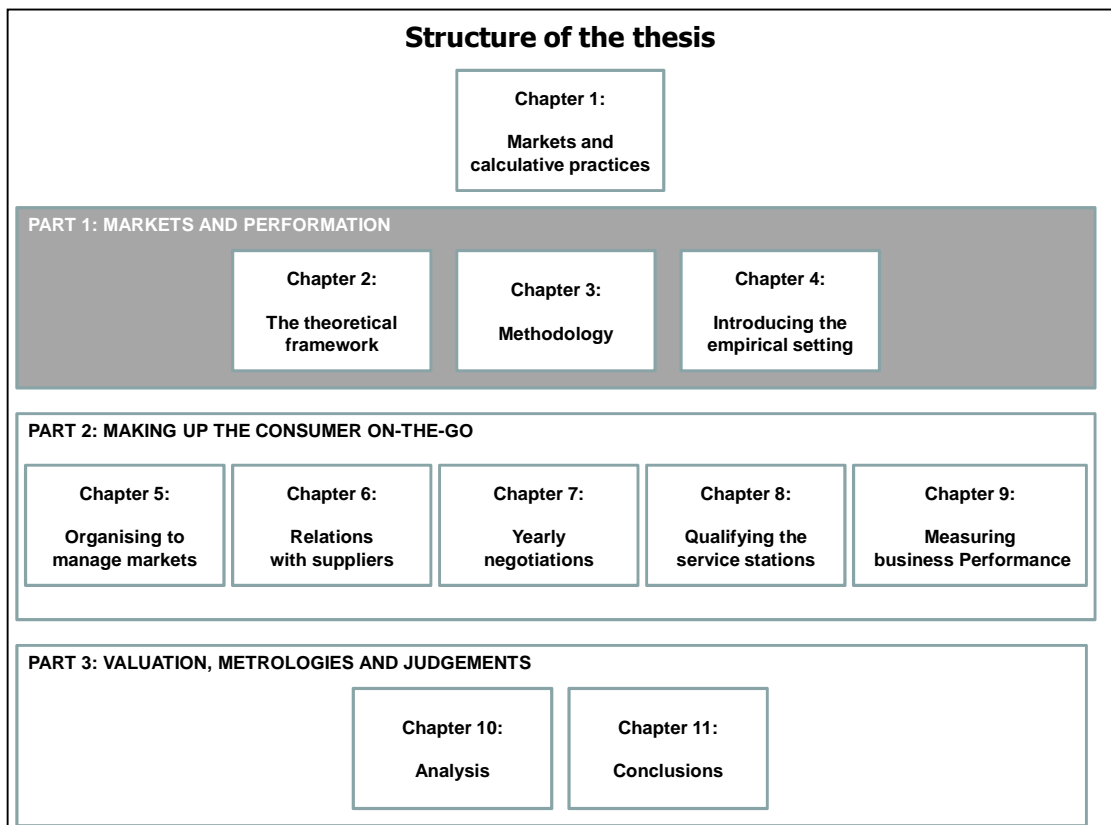 Structure of the thesis
Chapter 1:
Markets and
calculative practices
PART 1: MARKETS AND PERFORMATION
Chapter 2:
The theoretical
framework
Chapter 3:
Methodology
Chapter 4:
Introducing the
empirical setting
PART 2: MAKING UP THE CONSUMER ON-THE-GO
Chapter 5:
Organising to
manage markets
Chapter 6:
Relations
with suppliers
Chapter 7:
Yearly
negotiations
Chapter 8:
Qualifying the
service stations
Chapter 9:
Measuring
business Performance
PART 3: VALUATION, METROLOGIES AND JUDGEMENTS
Chapter 10:
Analysis
Chapter 11:
Conclusions